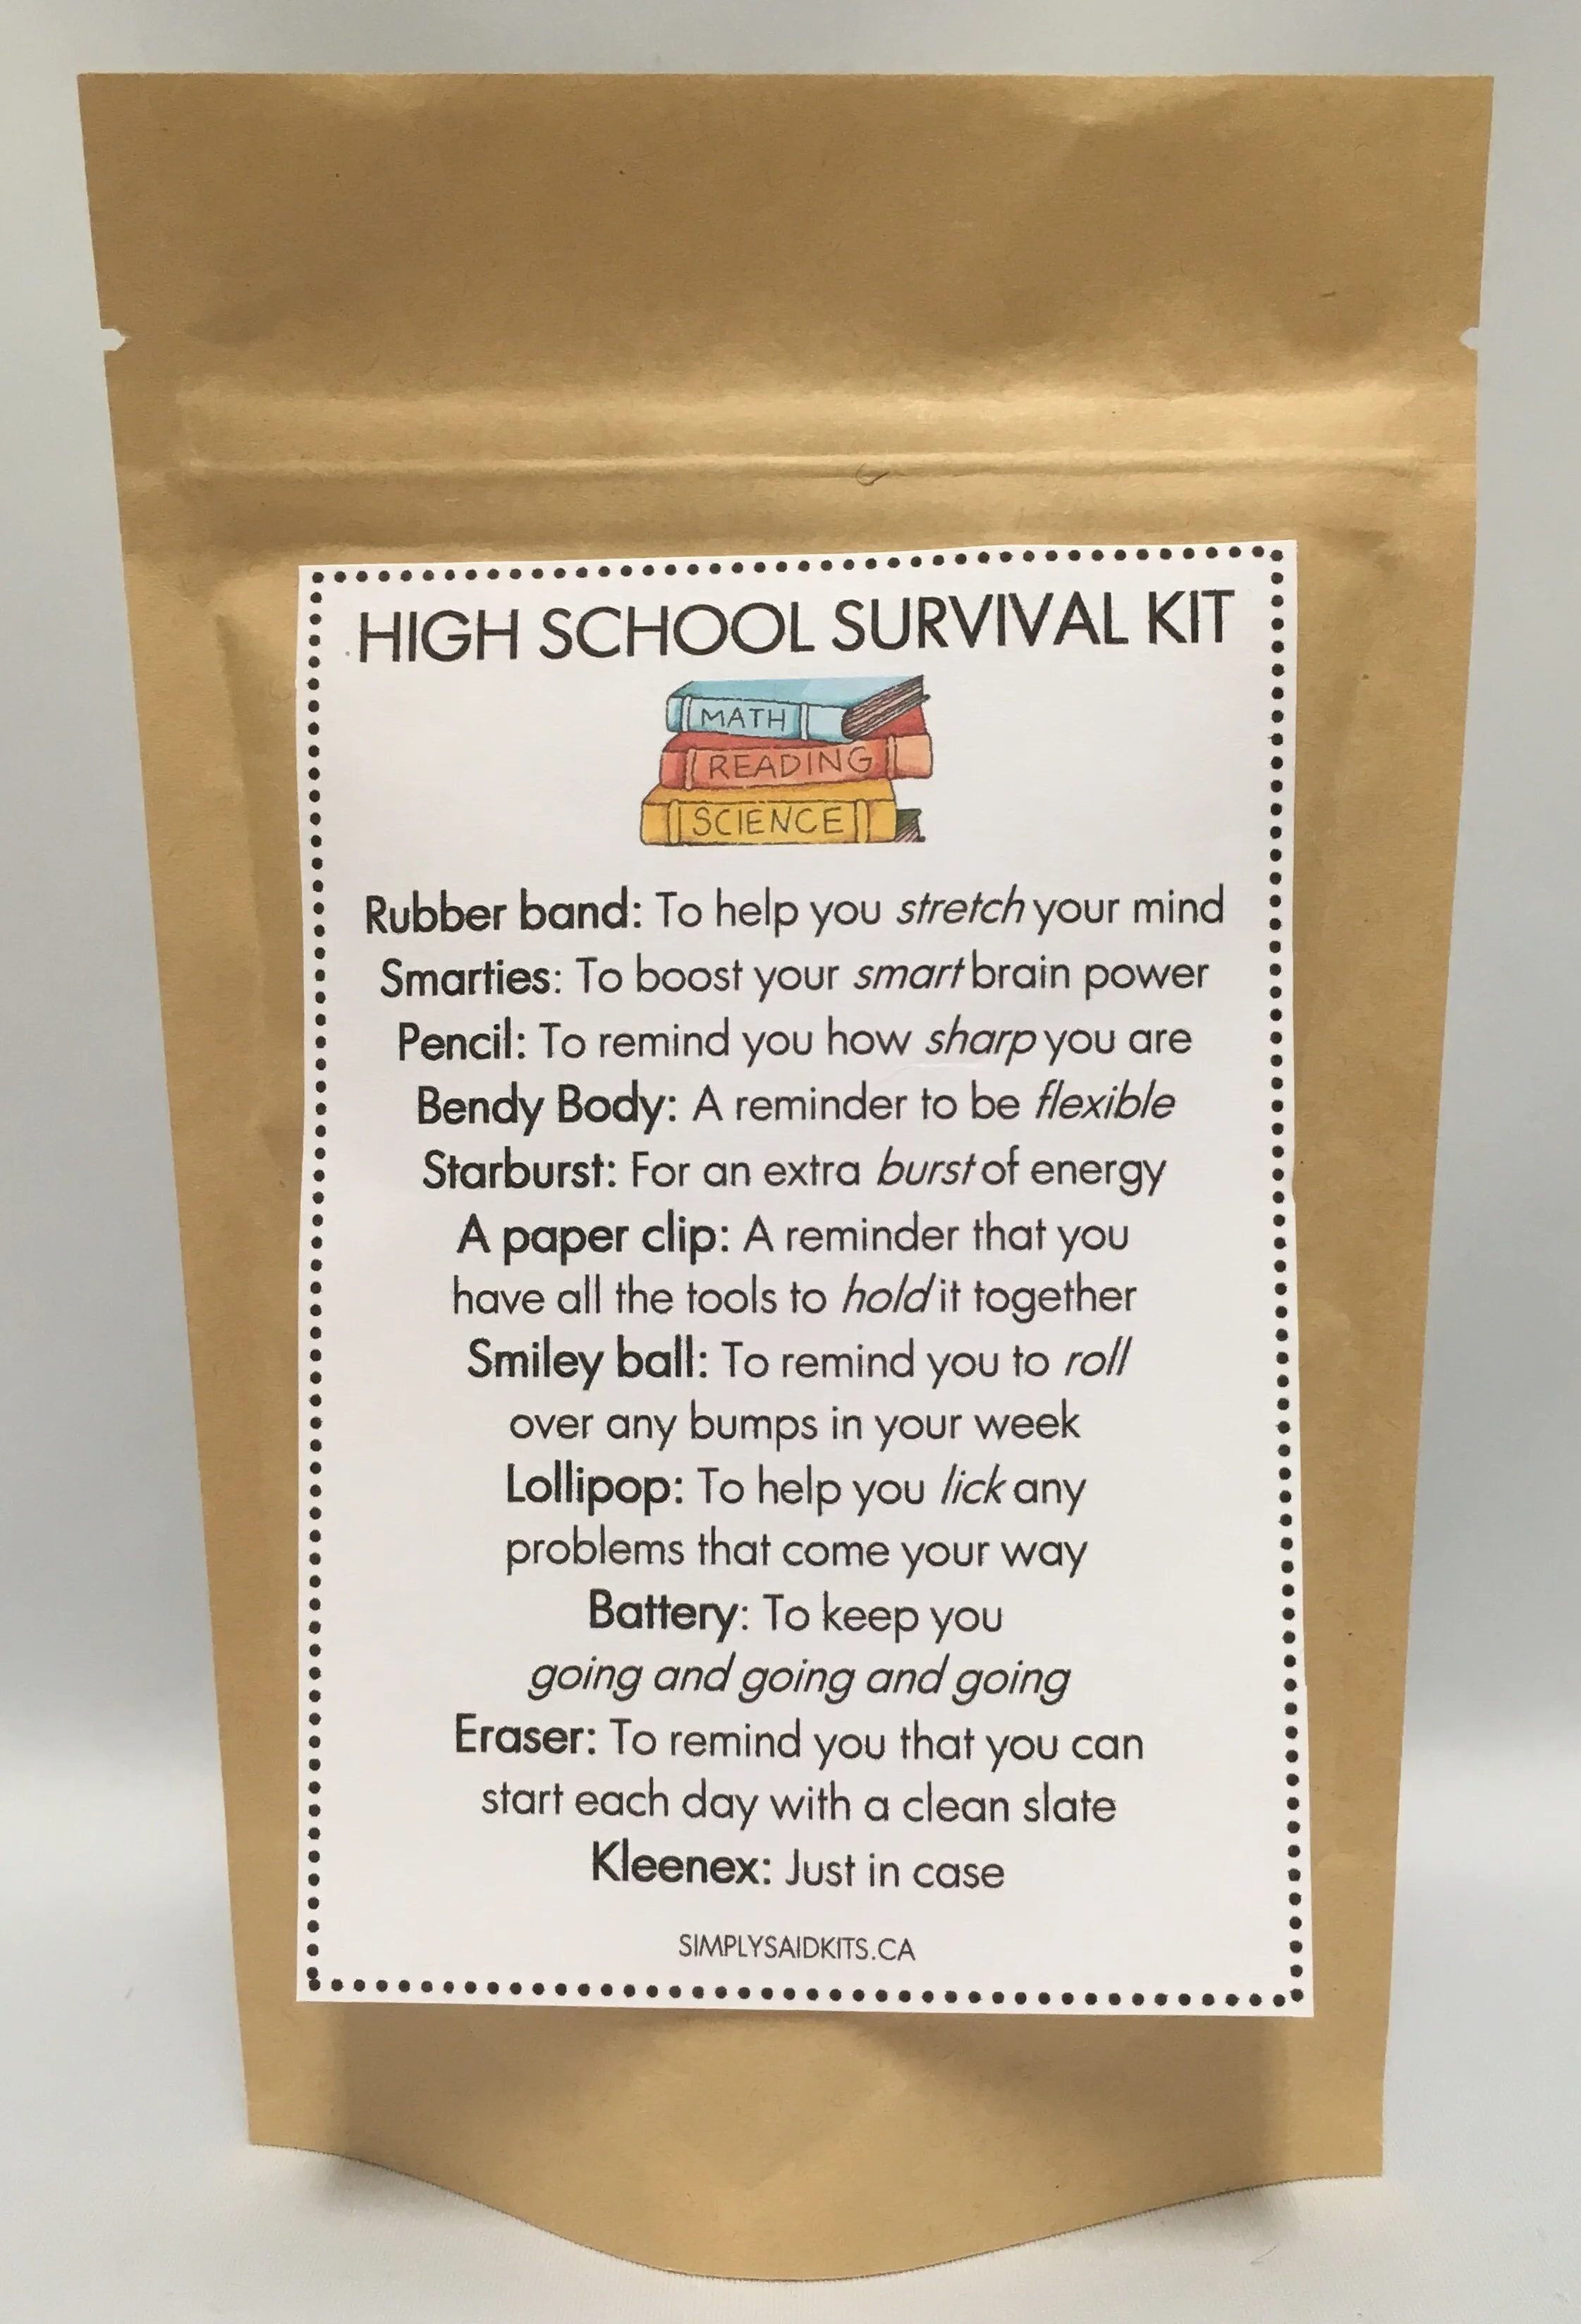 HIGH SCHOOL SURVIVAL KIT
MATH
READING
SCIENCE
Rubber band: To help you stretch your mind
Smarties: To boost your smart brain power
Pencil: To remind you how sharp you are
Bendy Body: A reminder to be flexible
Starburst: For an extra burst of energy
A paper clip: A reminder that you
have all the tools to hold it together
Smiley ball: To remind you to roll
over any bumps in your week
Lollipop: To help you lick any
problems that come your way
Battery: To keep you
going and going and going
Eraser: To remind you that you can
start each day with a clean slate
Kleenex: Just in case
SIMPLYSAIDKITS.CA